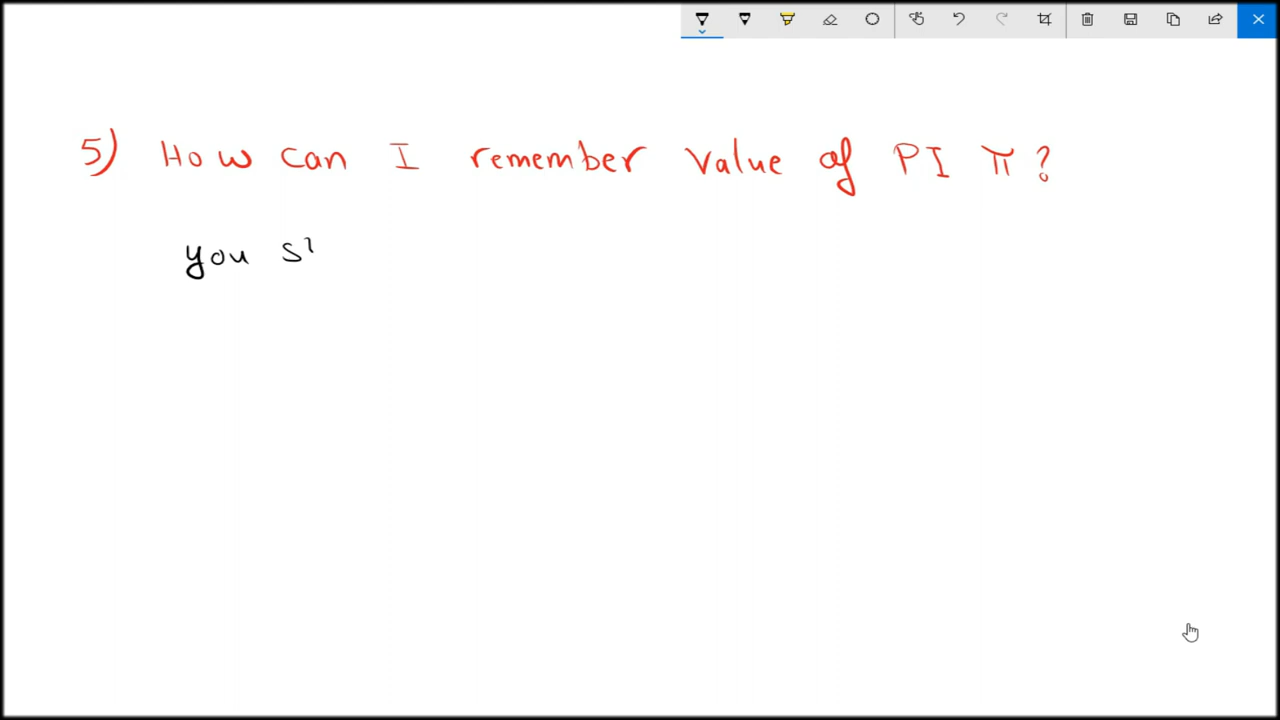 5) How can I remember value of PI π?
you